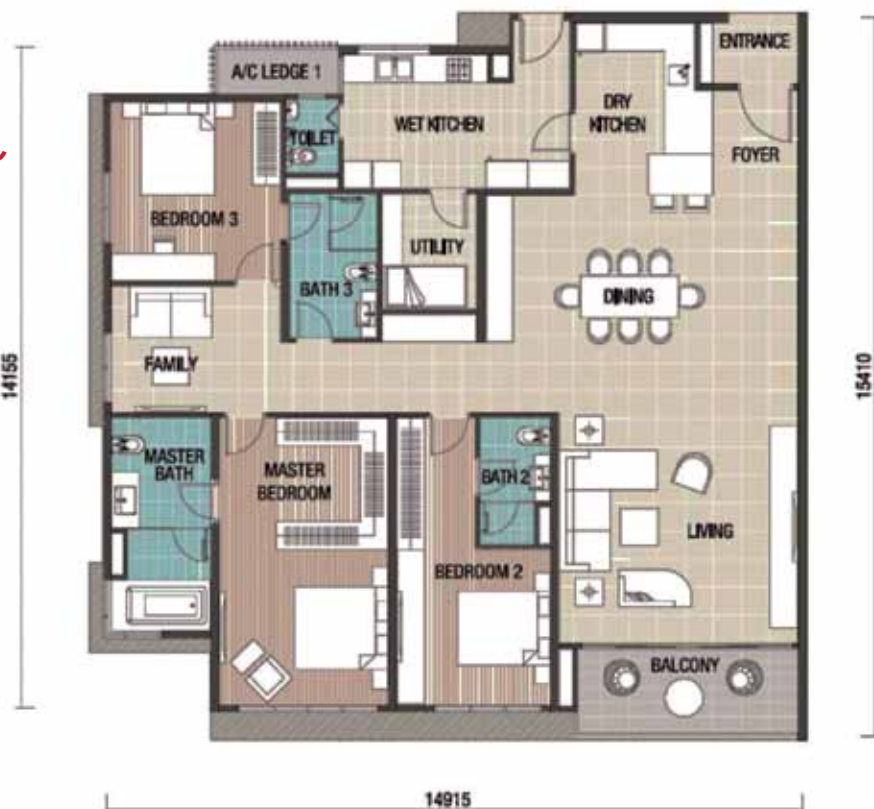 ENTRANCE
A/C LEDGE 1
TOILET
WET KITCHEN
DRY
KITCHEN
FOYER
BEDROOM 3
UTILITY
BATH 3
DINING
FAMILY
14155
15410
MASTER
BATH
MASTER
BEDROOM
BATH 2
LIVING
BEDROOM 2
BALCONY
14915